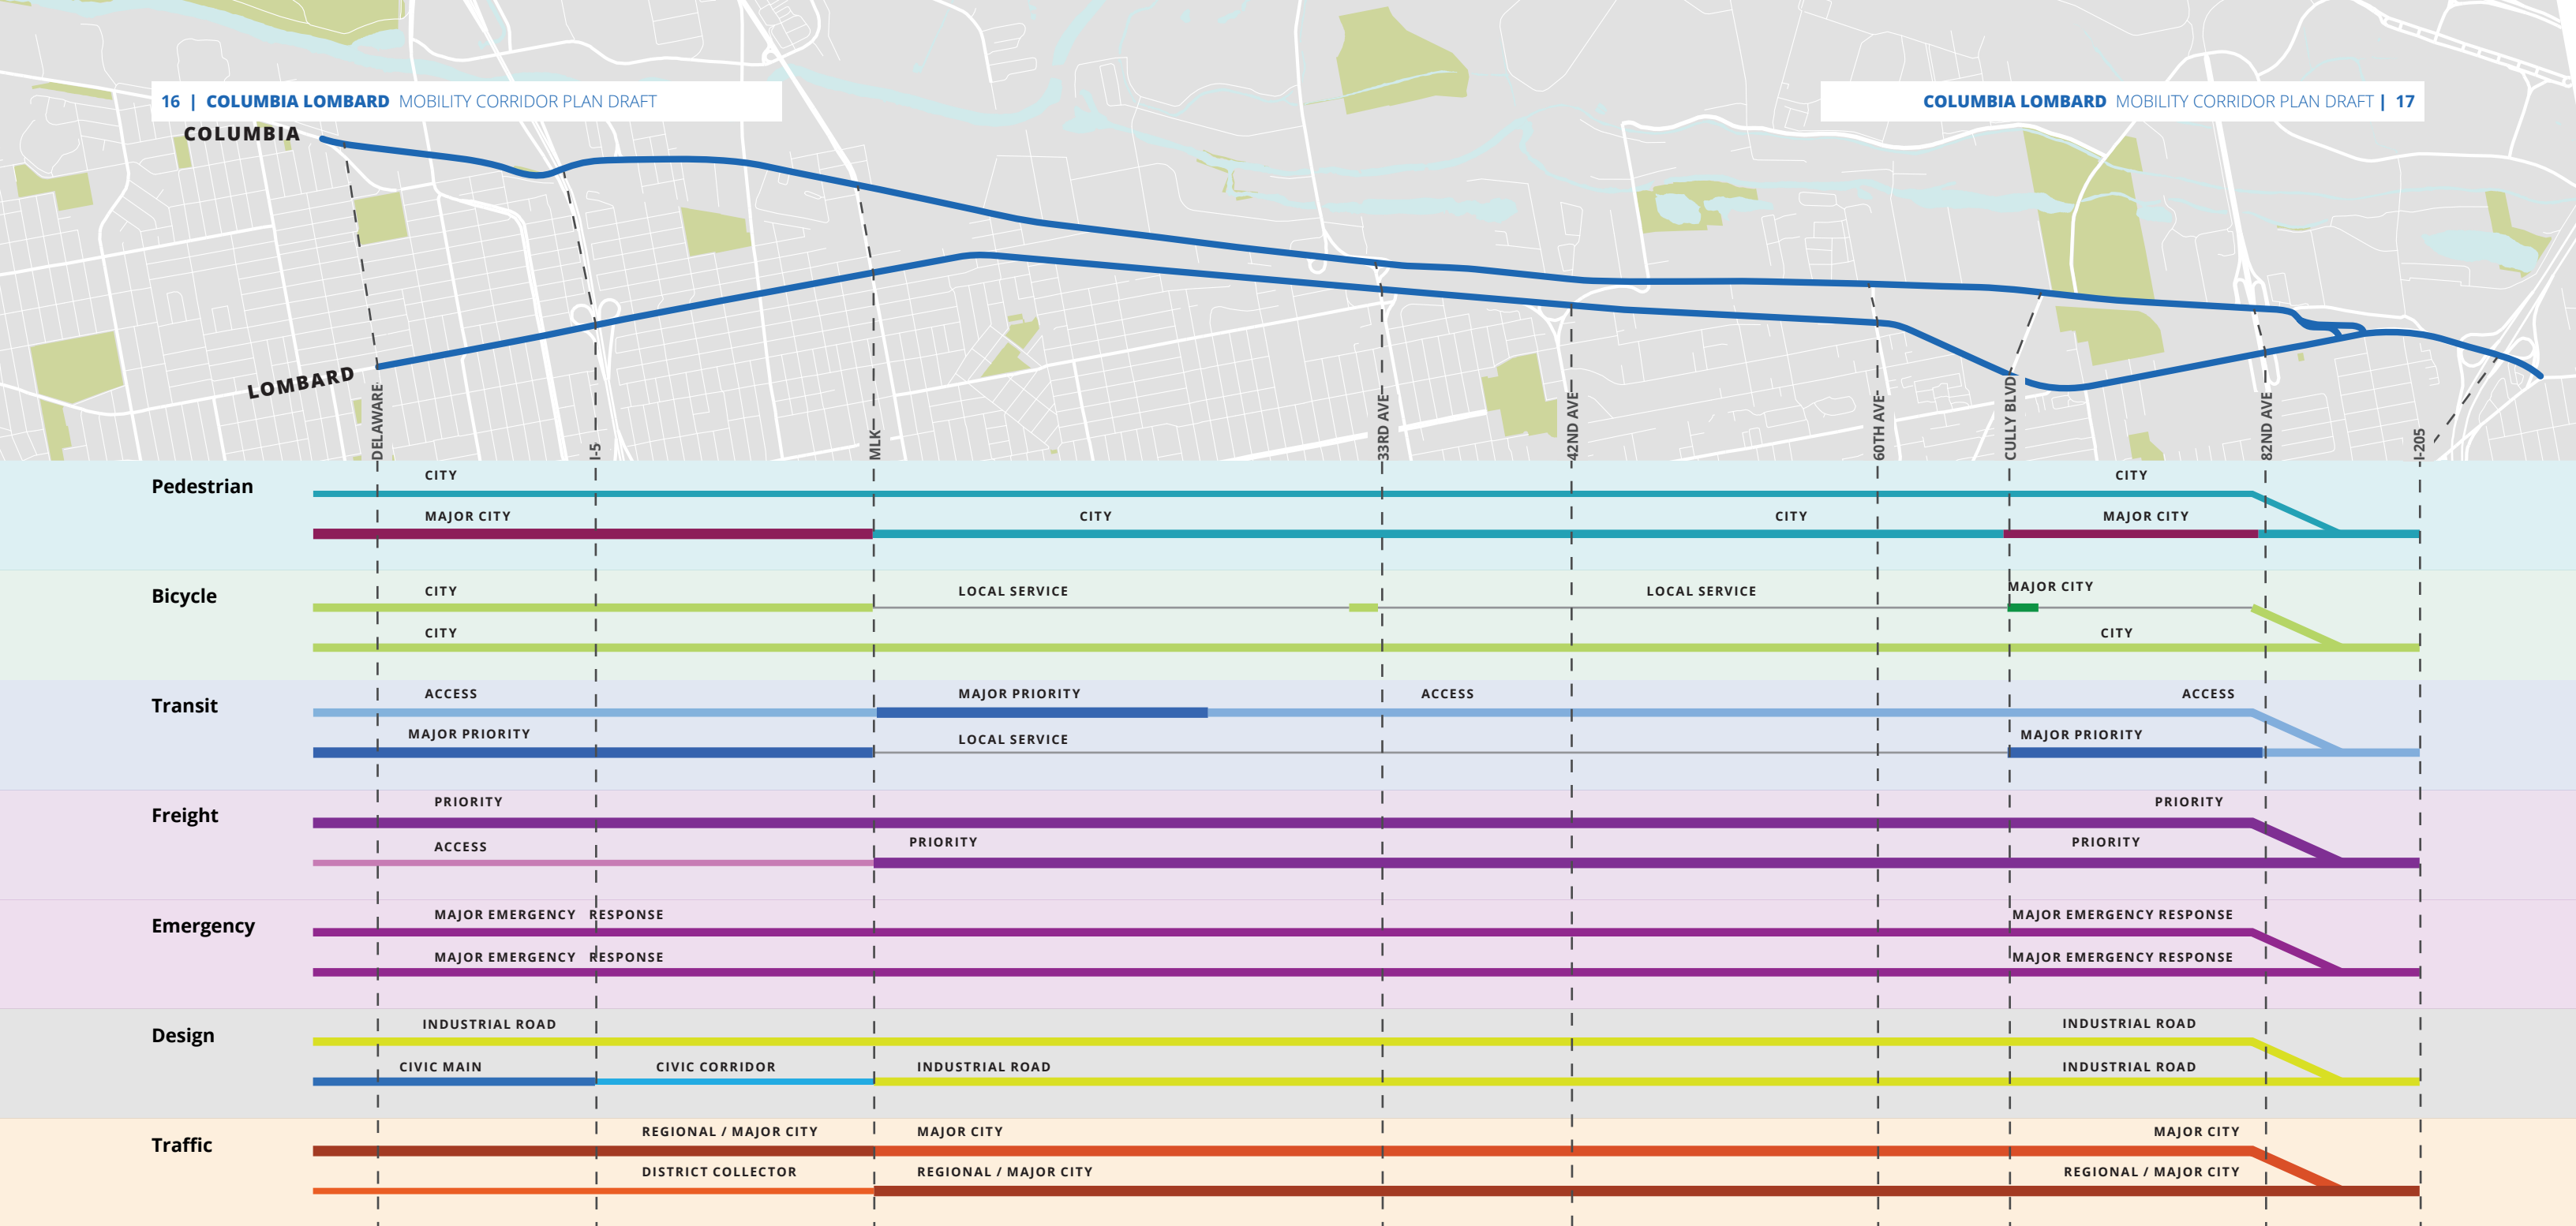 16 | COLUMBIA LOMBARD MOBILITY CORRIDOR PLAN DRAFT
COLUMBIA LOMBARD MOBILITY CORRIDOR PLAN DRAFT | 17
COLUMBIA
LOMBARD
DELAWARE
I-5
MLK
33RD AVE
42ND AVE
60TH AVE
CULLY BLVD
82ND AVE
I-205
Pedestrian
CITY
CITY
MAJOR CITY
CITY
CITY
MAJOR CITY
Bicycle
CITY
LOCAL SERVICE
LOCAL SERVICE
MAJOR CITY
CITY
CITY
Transit
ACCESS
MAJOR PRIORITY
ACCESS
ACCESS
MAJOR PRIORITY
LOCAL SERVICE
MAJOR PRIORITY
Freight
PRIORITY
PRIORITY
ACCESS
PRIORITY
PRIORITY
Emergency
MAJOR EMERGENCY RESPONSE
MAJOR EMERGENCY RESPONSE
MAJOR EMERGENCY RESPONSE
MAJOR EMERGENCY RESPONSE
Design
INDUSTRIAL ROAD
INDUSTRIAL ROAD
CIVIC MAIN
CIVIC CORRIDOR
INDUSTRIAL ROAD
INDUSTRIAL ROAD
Traffic
REGIONAL / MAJOR CITY
MAJOR CITY
MAJOR CITY
DISTRICT COLLECTOR
REGIONAL / MAJOR CITY
REGIONAL / MAJOR CITY